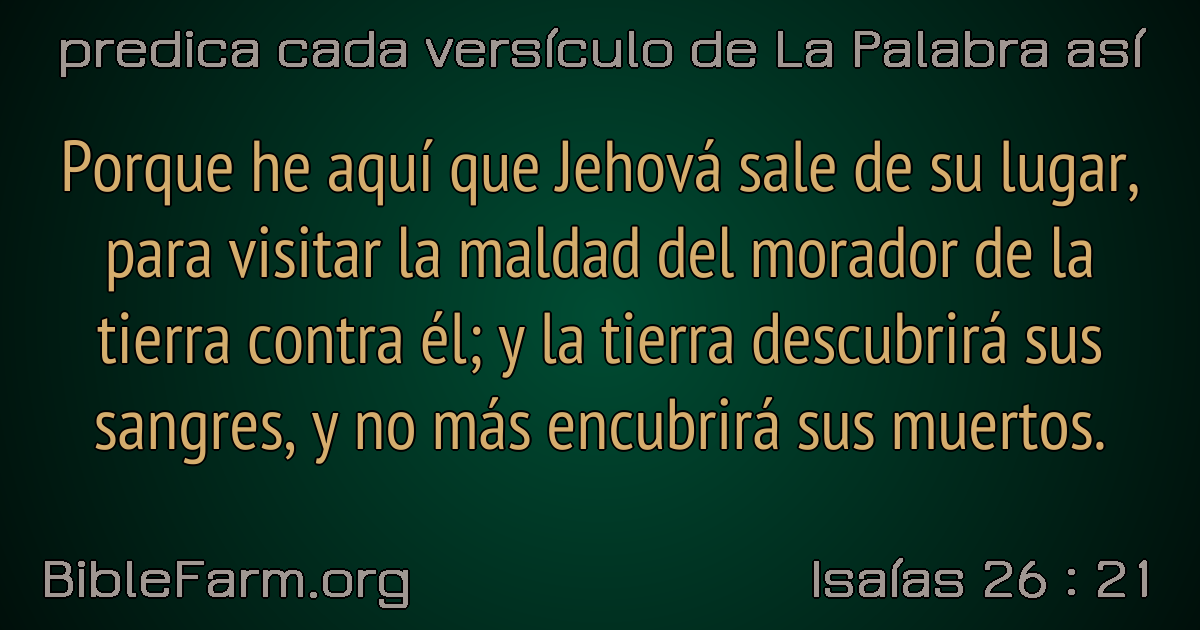 predica cada versículo de La Palabra así
Porque he aquí que Jehová sale de su lugar,
para visitar la maldad del morador de la
tierra contra él; y la tierra descubrirá sus
sangres, y no más encubrirá sus muertos.
BibleFarm.org
Isaías 26 : 21